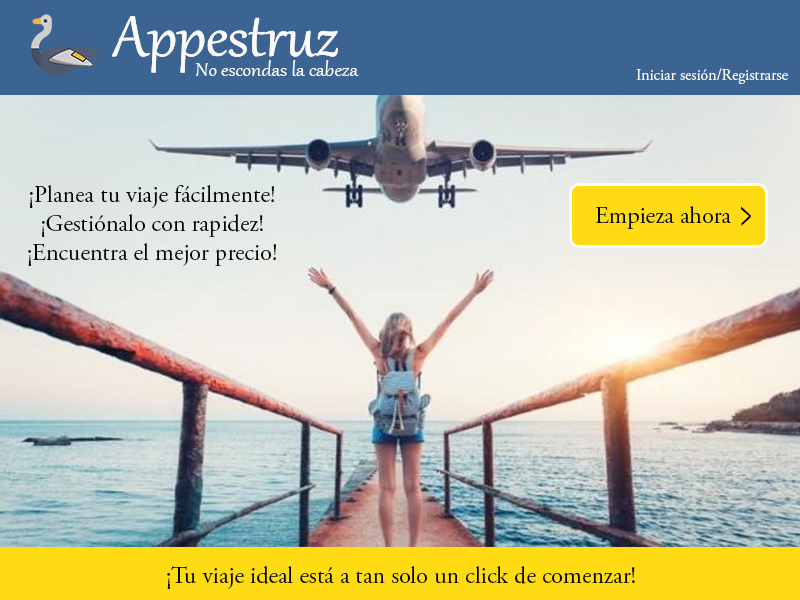 Appestruz
No escondas la cabeza
Iniciar sesión/Registrarse
¡Planea tu viaje fácilmente!
¡Gestiónalo con rapidez!
¡Encuentra el mejor precio!
Empieza ahora >
¡Tu viaje ideal está a tan solo un click de comenzar!